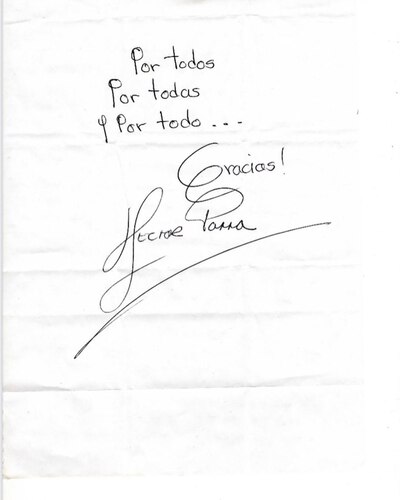 Por todos
Por todas
y Por todo ...
Gracias!
Hector Parra